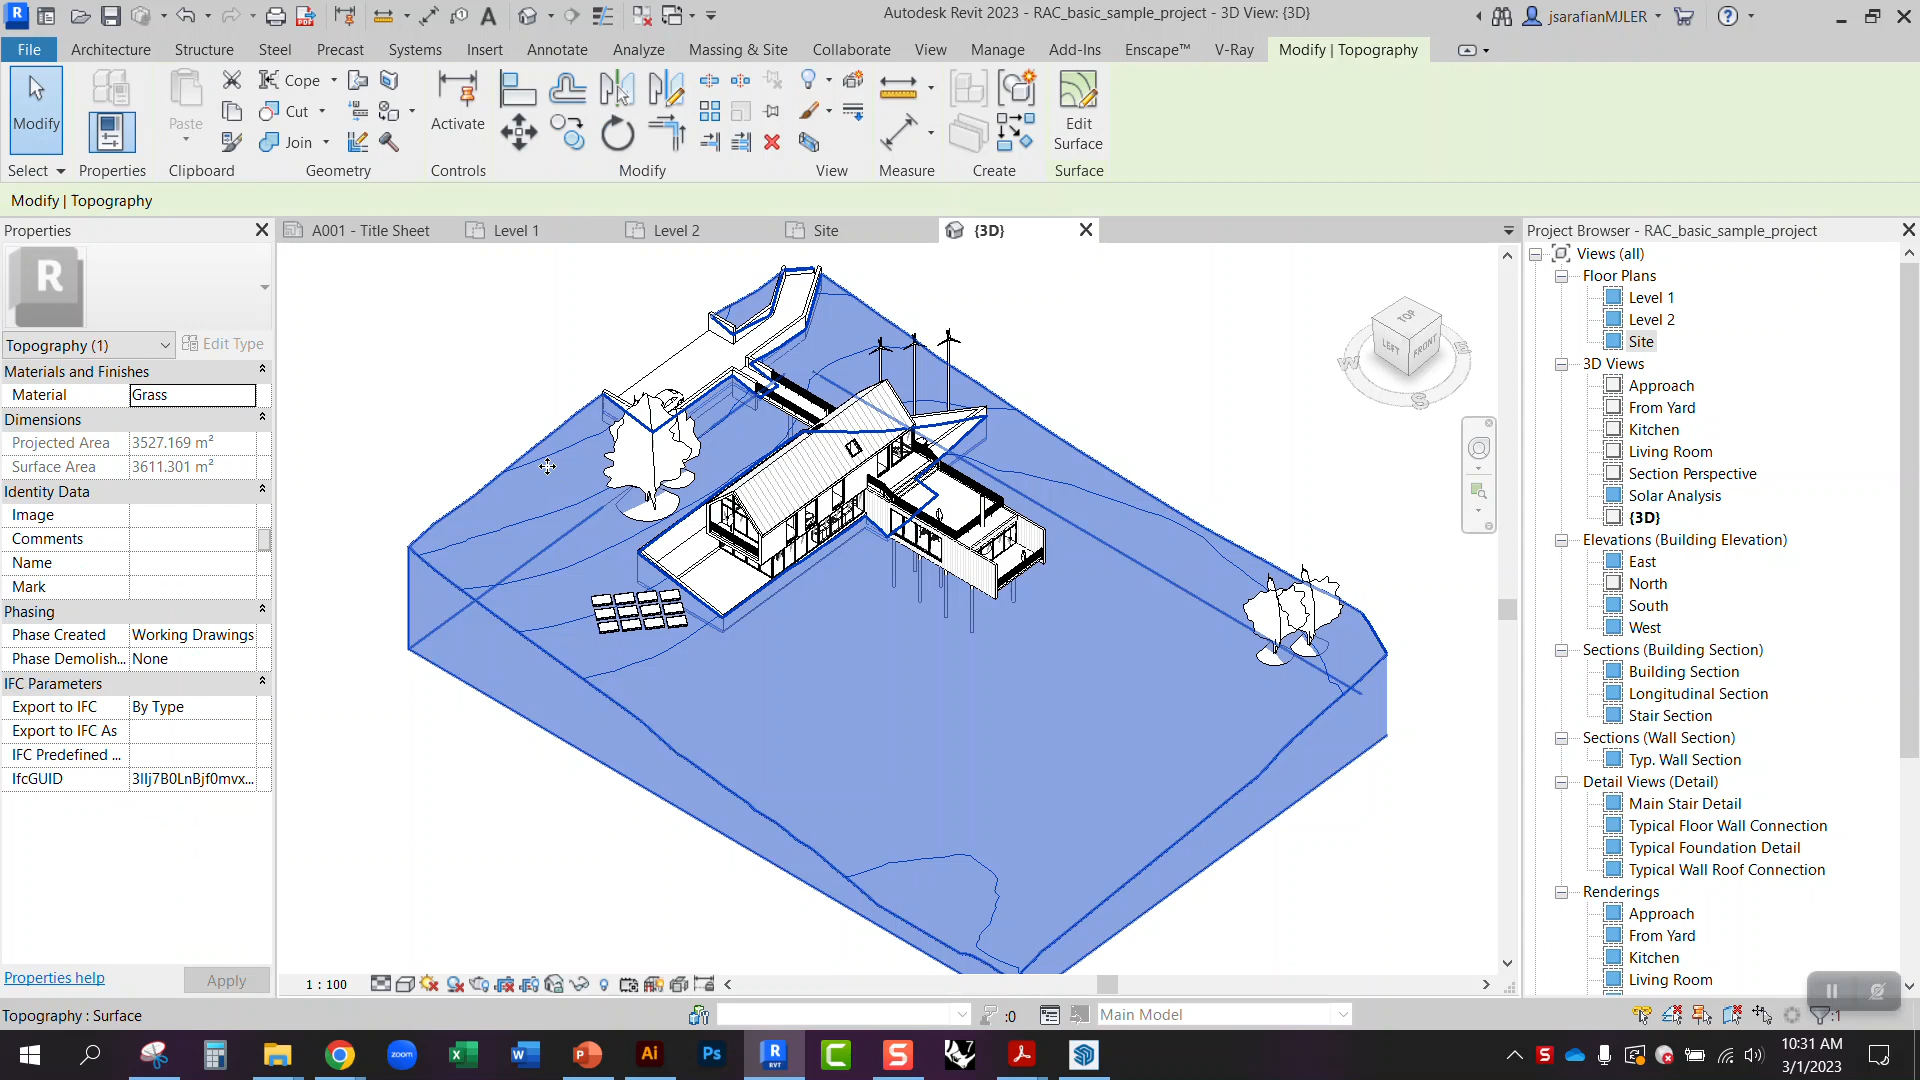 Autodesk Revit 2023 - RAC_basic_sample_project - 3D View: {3D}
jsarafianMJLER
File Architecture Structure Steel Precast Systems Insert Annotate Analyze Massing & Site Collaborate View Manage Add-Ins Enscape™ V-Ray Modify | Topography
Modify
Paste
Cope
Cut
Join
Activate
Edit
Surface
Select Properties Clipboard Geometry Controls Modify View Measure Create Surface
Modify | Topography
Properties
R
Topography (1)
Edit Type
Materials and Finishes
Material Grass
Dimensions
Projected Area 3527.169 m²
Surface Area 3611.301 m²
Identity Data
Image
Comments
Name
Mark
Phasing
Phase Created Working Drawings
Phase Demolish... None
IFC Parameters
Export to IFC By Type
Export to IFC As
IFC Predefined ...
IfcGUID 3IIj7B0LnBjf0mvx...
Properties help
Apply
A001 - Title Sheet Level 1 Level 2 Site {3D}
TOP
LEFT
FRONT
W
E
S
1 : 100
Project Browser - RAC_basic_sample_project
Views (all)
Floor Plans
Level 1
Level 2
Site
3D Views
Approach
From Yard
Kitchen
Living Room
Section Perspective
Solar Analysis
{3D}
Elevations (Building Elevation)
East
North
South
West
Sections (Building Section)
Building Section
Longitudinal Section
Stair Section
Sections (Wall Section)
Typ. Wall Section
Detail Views (Detail)
Main Stair Detail
Typical Floor Wall Connection
Typical Foundation Detail
Typical Wall Roof Connection
Renderings
Approach
From Yard
Kitchen
Living Room
Topography : Surface
:0
Main Model
:1
zoom
Ai
Ps
R
RVT
10:31 AM
3/1/2023